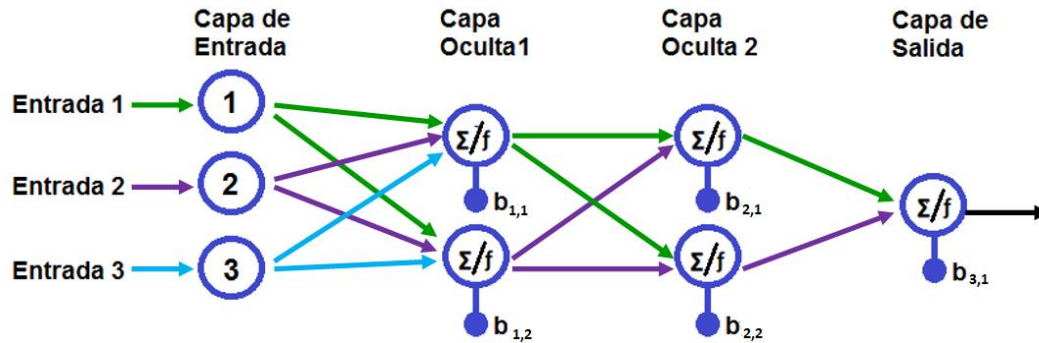 Capa de
Entrada
Capa
Oculta1
Capa
Oculta 2
Capa de
Salida
Entrada 1
1
Σ/f
Σ/f
b1,1
b2,1
Entrada 2
2
Σ/f
b3,1
Entrada 3
3
Σ/f
Σ/f
b1,2
b2,2